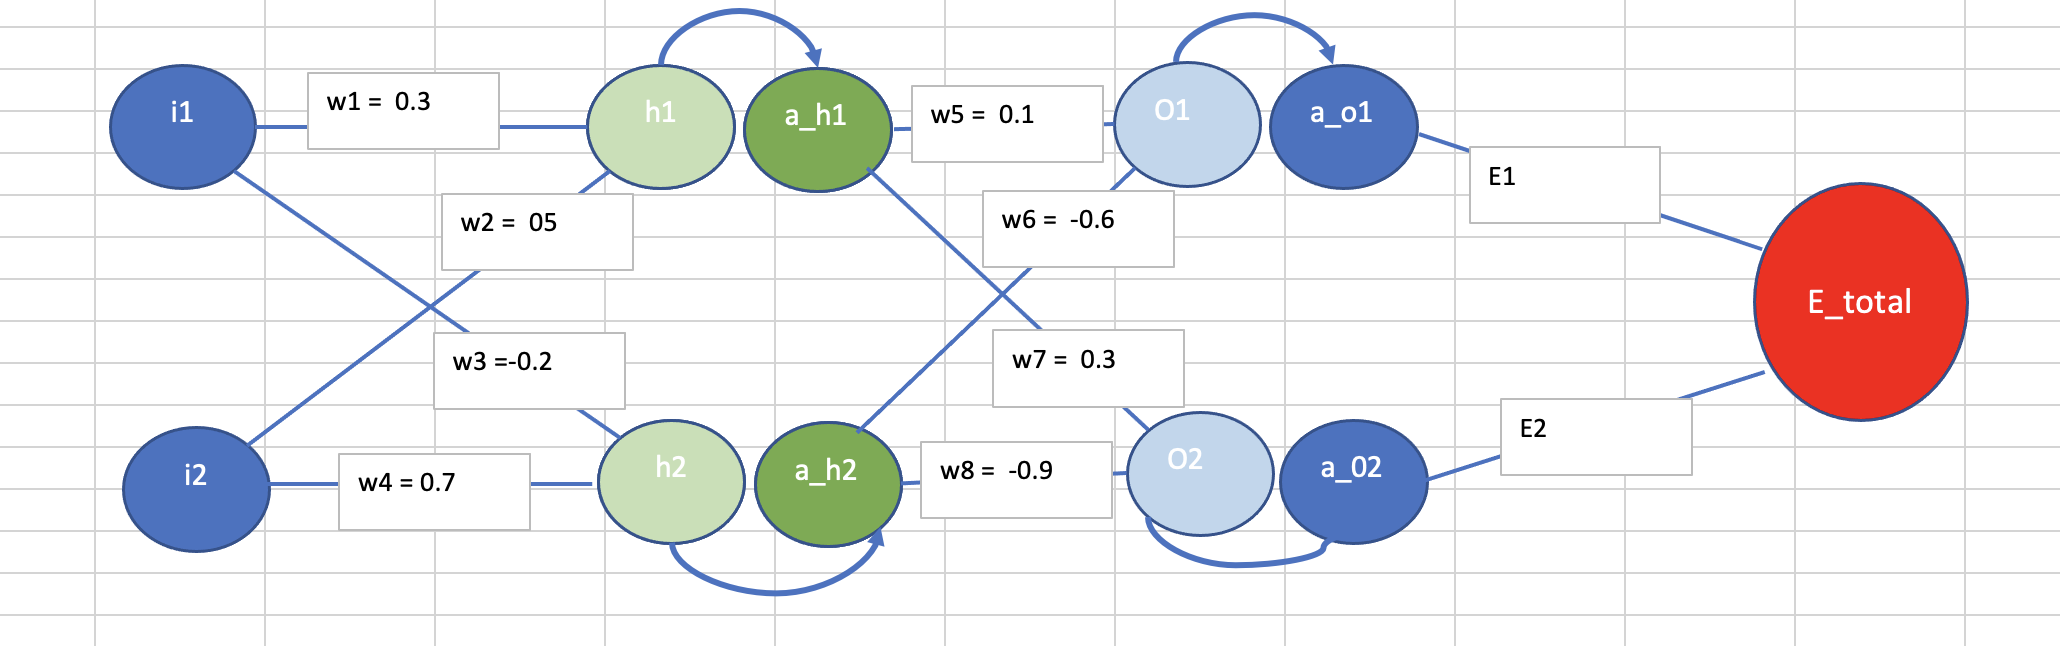 i1
w1 =  0.3
h1
a_h1
w5 =  0.1
O1
a_o1
E1
w2 =  05
w6 =  -0.6
E_total
w3 =-0.2
w7 =  0.3
i2
w4 = 0.7
h2
a_h2
w8 =  -0.9
O2
a_02
E2